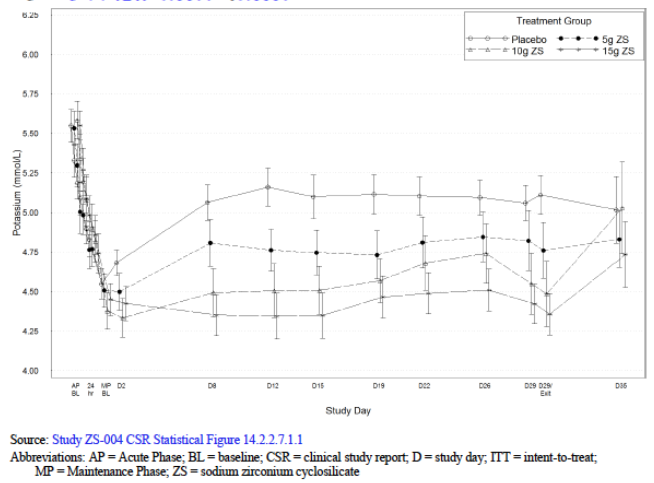 6.25
Treatment Group
Placebo
5g ZS
10g ZS
15g ZS
6.00
5.75
5.50
5.25
5.00
4.75
4.50
4.25
4.00
Potassium (mmol/L)
AP BL
24 hr
MP BL
D2
D8
D12
D15
D19
D22
D26
D29
D29/ Exit
D35
Study Day
Source: Study ZS-004 CSR Statistical Figure 14.2.2.7.1.1
Abbreviations: AP = Acute Phase; BL = baseline; CSR = clinical study report; D = study day; ITT = intent-to-treat;
MP = Maintenance Phase; ZS = sodium zirconium cyclosilicate